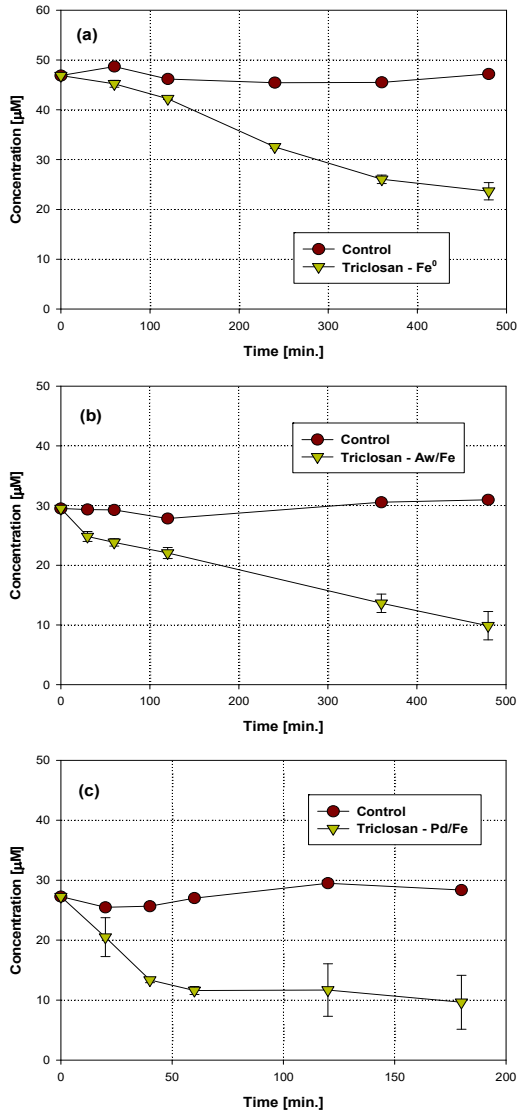 60
(a)
50
40
30
20
10
0
Concentration [µM]
Control
Triclosan - Fe⁰
0 100 200 300 400 500
Time [min.]
50
(b)
40
30
20
10
0
Concentration [µM]
Control
Triclosan - Aw/Fe
0 100 200 300 400 500
Time [min.]
50
(c)
40
30
20
10
0
Concentration [µM]
Control
Triclosan - Pd/Fe
0 50 100 150 200
Time [min.]